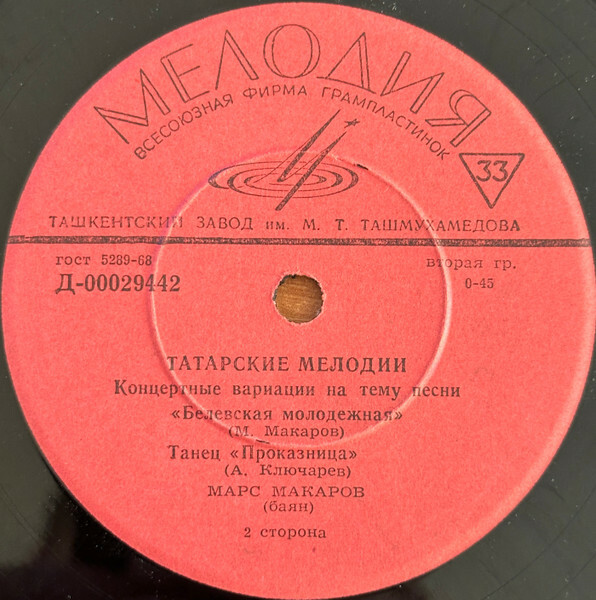 МЕЛОДИЯ
ВСЕСОЮЗНАЯ ФИРМА ГРАМПЛАСТИНОК
33
ТАШКЕНТСКИЙ ЗАВОД им. М. Т. ТАШМУХАМЕДОВА
гост 5289-68
вторая гр.
Д-00029442
0-45
ТАТАРСКИЕ МЕЛОДИИ
Концертные вариации на тему песни
«Белевская молодежная»
(М. Макаров)
Танец «Проказница»
(А. Ключарев)
МАРС МАКАРОВ
(баян)
2 сторона